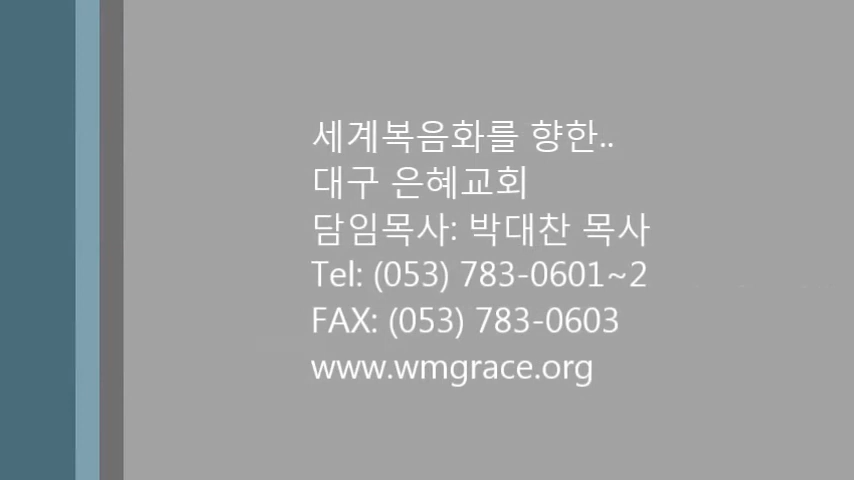 세계복음화를 향한..
대구 은혜교회
담임목사: 박대찬 목사
Tel: (053) 783-0601~2
FAX: (053) 783-0603
www.wmgrace.org